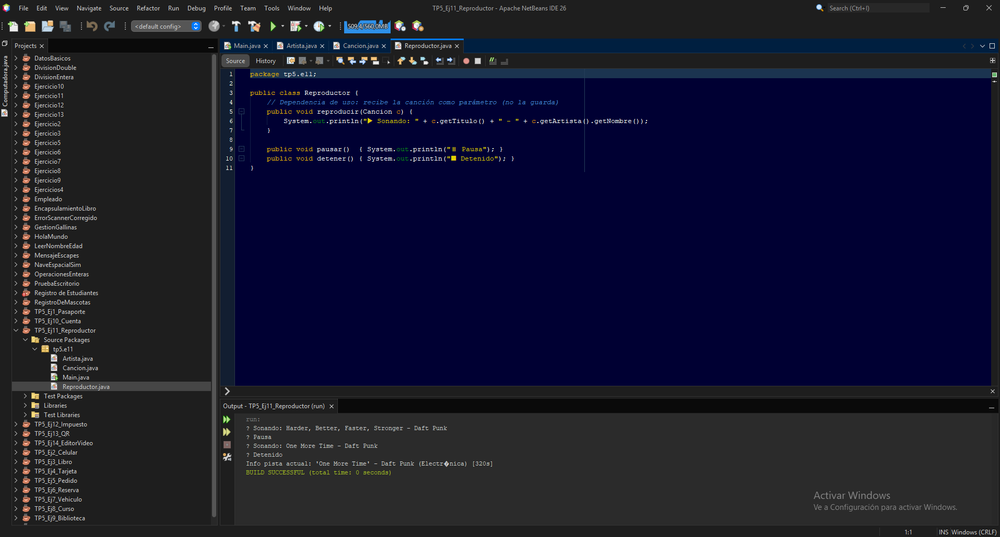 File Edit View Navigate Source Refactor Run Debug Profile Team Tools Window Help
TP5_Ej11_Reproductor - Apache NetBeans IDE 26
Search (Ctrl+I)
<default config>
509,4/560,0MB
Computadora.java
Projects
DatosBasicos
DivisionDouble
DivisionEntera
Ejercicio10
Ejercicio11
Ejercicio12
Ejercicio13
Ejercicio2
Ejercicio3
Ejercicio5
Ejercicio6
Ejercicio7
Ejercicio8
Ejercicio9
Ejercicios4
Empleado
EncapsulamientoLibro
ErrorScannerCorregido
GestionGallinas
HolaMundo
LeerNombreEdad
MensajeEscapes
NaveEspacialSim
OperacionesEnteras
PruebaEscritorio
Registro de Estudiantes
RegistroDeMascotas
TP5_Ej1_Pasaporte
TP5_Ej10_Cuenta
TP5_Ej11_Reproductor
Source Packages
tp5.e11
Artista.java
Cancion.java
Main.java
Reproductor.java
Test Packages
Libraries
Test Libraries
TP5_Ej12_Impuesto
TP5_Ej13_QR
TP5_Ej14_EditorVideo
TP5_Ej2_Celular
TP5_Ej3_Libro
TP5_Ej4_Tarjeta
TP5_Ej5_Pedido
TP5_Ej6_Reserva
TP5_Ej7_Vehiculo
TP5_Ej8_Curso
TP5_Ej9_Biblioteca
Main.java Artista.java Cancion.java Reproductor.java
Source History
1 package tp5.e11;
2
3 public class Reproductor {
4 // Dependencia de uso: recibe la canción como parámetro (no la guarda)
5 public void reproducir(Cancion c) {
6 System.out.println("▶ Sonando: " + c.getTitulo() + " - " + c.getArtista().getNombre());
7 }
8
9 public void pausar()  { System.out.println("⏸ Pausa"); }
10 public void detener() { System.out.println("⏹ Detenido"); }
11 }
Output - TP5_Ej11_Reproductor (run)
run:
? Sonando: Harder, Better, Faster, Stronger - Daft Punk
? Pausa
? Sonando: One More Time - Daft Punk
? Detenido
Info pista actual: 'One More Time' - Daft Punk (Electr�nica) [320s]
BUILD SUCCESSFUL (total time: 0 seconds)
Activar Windows
Ve a Configuración para activar Windows.
1:1 INS Windows (CRLF)